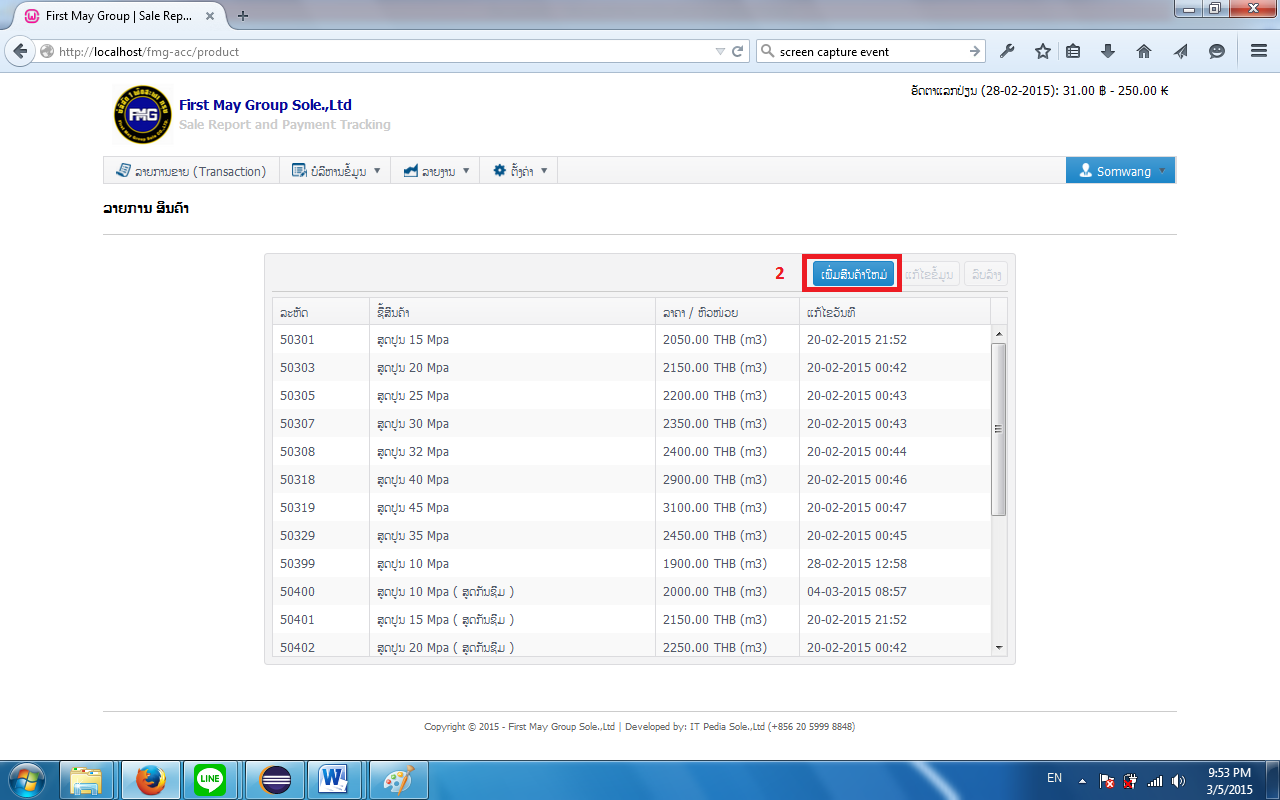 First May Group | Sale Rep...
http://localhost/fmg-acc/product
screen capture event
FMG
First May Group Sole.,Ltd
Sale Report and Payment Tracking
ອັດຕາແລກປ່ຽນ (28-02-2015): 31.00 ฿ - 250.00 ₭
ລາຍການຂາຍ (Transaction)
ບໍລິຫານຂໍ້ມູນ
ລາຍງານ
ຕັ້ງຄ່າ
Somwang
ລາຍການ ສິນຄ້າ
2
ເພີ່ມສິນຄ້າໃຫມ່
ແກ້ໄຂຂໍ້ມູນ
ລົບລ້າງ
ລະຫັດ ຊື້ສິນຄ້າ ລາຄາ / ຫົວໜ່ວຍ ແກ້ໄຂວັນທີ
50301 ສູດປູນ 15 Mpa 2050.00 THB (m3) 20-02-2015 21:52
50303 ສູດປູນ 20 Mpa 2150.00 THB (m3) 20-02-2015 00:42
50305 ສູດປູນ 25 Mpa 2200.00 THB (m3) 20-02-2015 00:43
50307 ສູດປູນ 30 Mpa 2350.00 THB (m3) 20-02-2015 00:43
50308 ສູດປູນ 32 Mpa 2400.00 THB (m3) 20-02-2015 00:44
50318 ສູດປູນ 40 Mpa 2900.00 THB (m3) 20-02-2015 00:46
50319 ສູດປູນ 45 Mpa 3100.00 THB (m3) 20-02-2015 00:47
50329 ສູດປູນ 35 Mpa 2450.00 THB (m3) 20-02-2015 00:45
50399 ສູດປູນ 10 Mpa 1900.00 THB (m3) 28-02-2015 12:58
50400 ສູດປູນ 10 Mpa ( ສູດກັນຊຶມ ) 2000.00 THB (m3) 04-03-2015 08:57
50401 ສູດປູນ 15 Mpa ( ສູດກັນຊຶມ ) 2150.00 THB (m3) 20-02-2015 21:52
50402 ສູດປູນ 20 Mpa ( ສູດກັນຊຶມ ) 2250.00 THB (m3) 20-02-2015 00:42
Copyright © 2015 - First May Group Sole.,Ltd | Developed by: IT Pedia Sole.,Ltd (+856 20 5999 8848)
LINE
EN
9:53 PM
3/5/2015